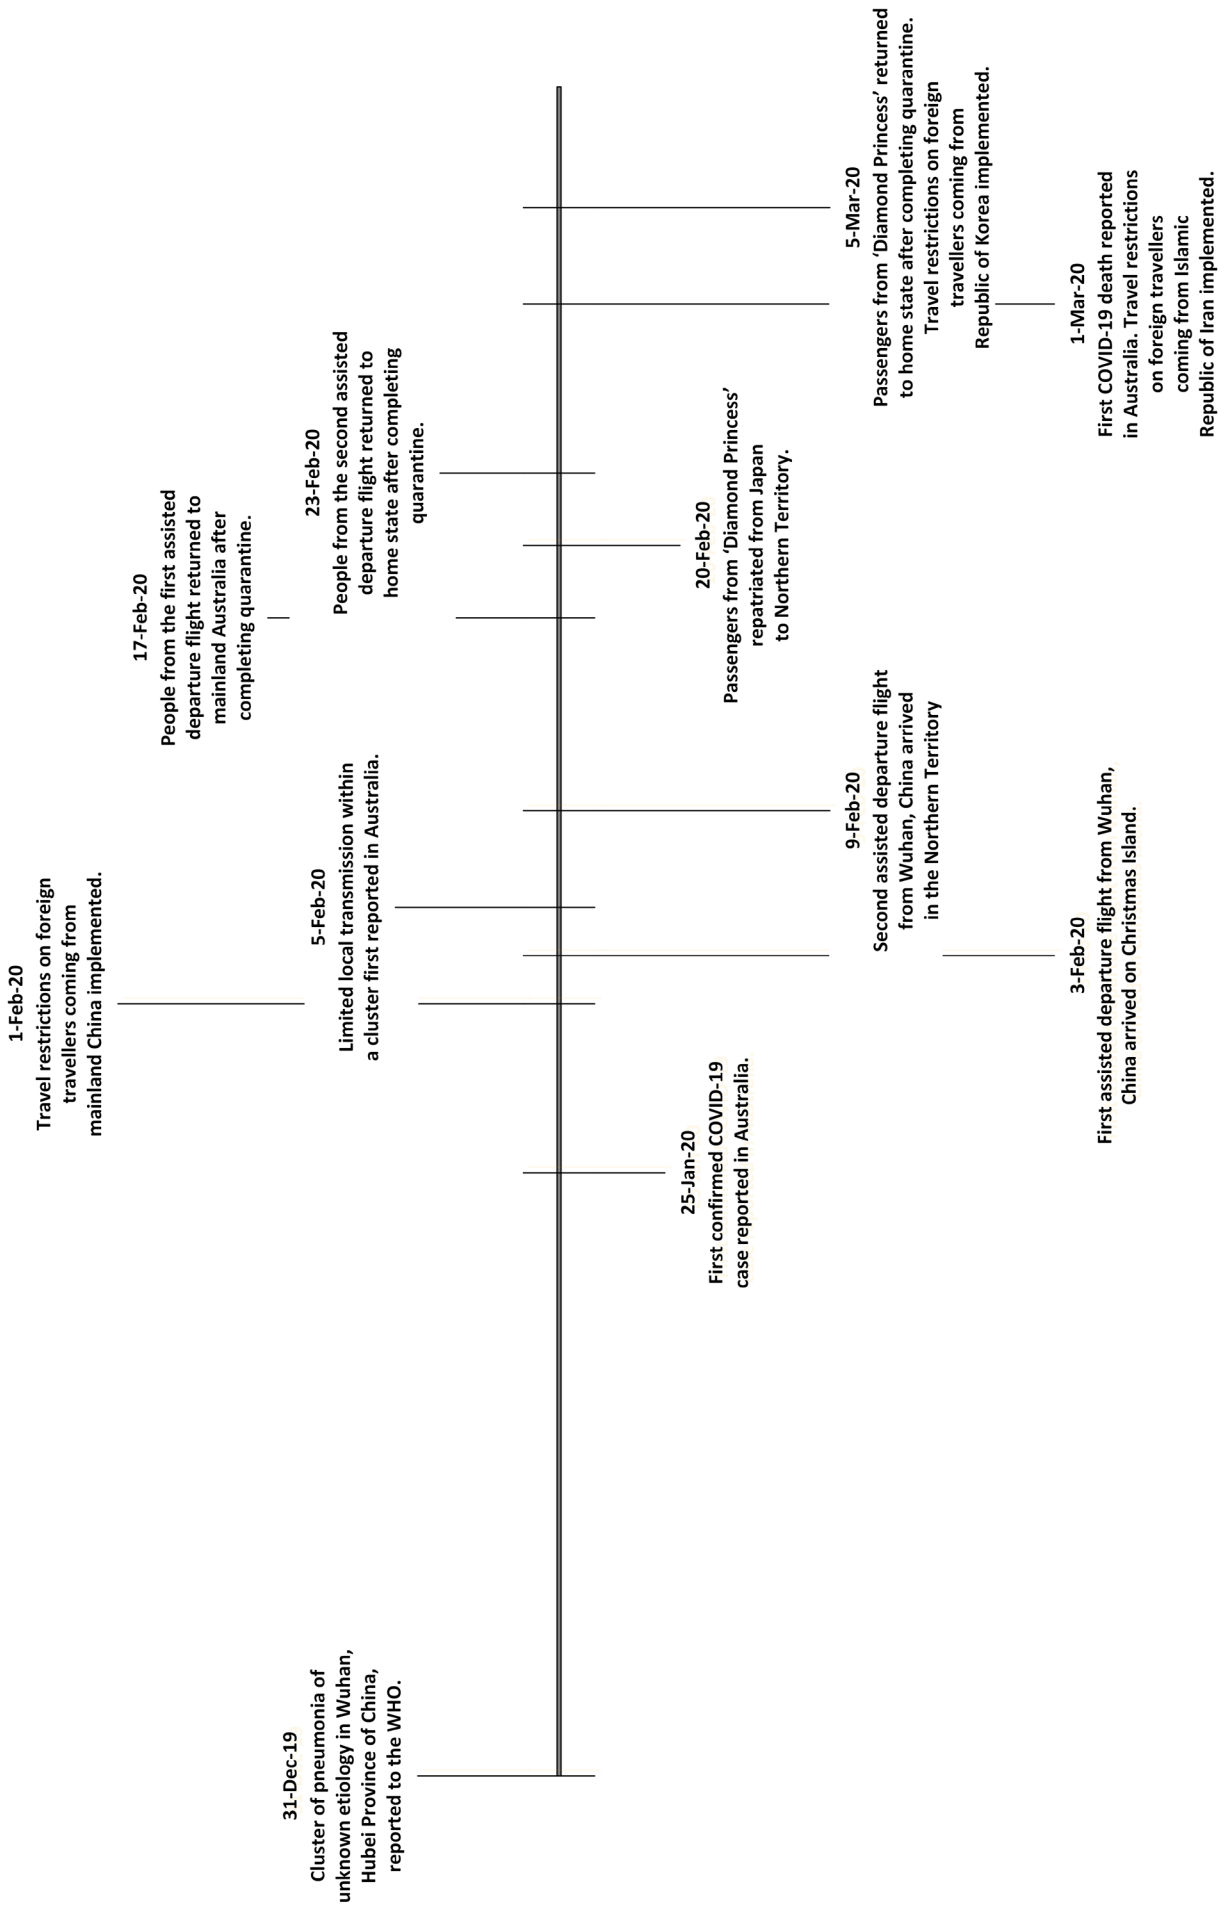 31-Dec-19
Cluster of pneumonia of
unknown etiology in Wuhan,
Hubei Province of China,
reported to the WHO.
25-Jan-20
First confirmed COVID-19
case reported in Australia.
1-Feb-20
Travel restrictions on foreign
travellers coming from
mainland China implemented.
3-Feb-20
First assisted departure flight from Wuhan,
China arrived on Christmas Island.
5-Feb-20
Limited local transmission within
a cluster first reported in Australia.
9-Feb-20
Second assisted departure flight
from Wuhan, China arrived
in the Northern Territory
17-Feb-20
People from the first assisted
departure flight returned to
mainland Australia after
completing quarantine.
20-Feb-20
Passengers from ‘Diamond Princess’
repatriated from Japan
to Northern Territory.
23-Feb-20
People from the second assisted
departure flight returned to
home state after completing
quarantine.
1-Mar-20
First COVID-19 death reported
in Australia. Travel restrictions
on foreign travellers
coming from Islamic
Republic of Iran implemented.
5-Mar-20
Passengers from ‘Diamond Princess’ returned
to home state after completing quarantine.
Travel restrictions on foreign
travellers coming from
Republic of Korea implemented.